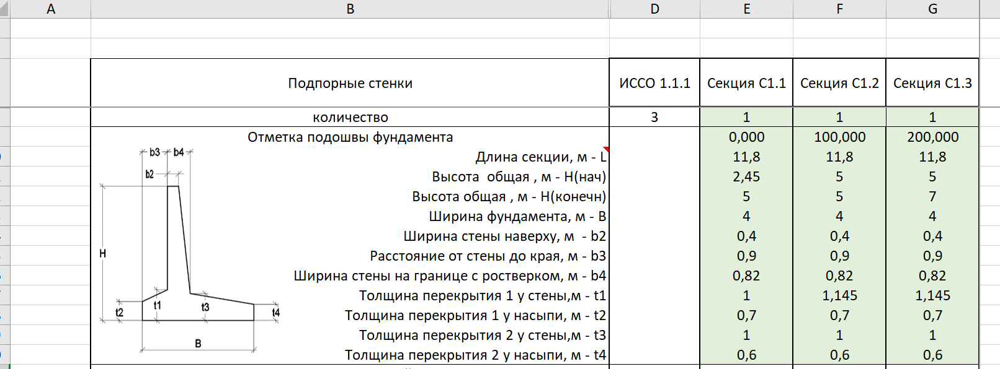 A B D E F G
Подпорные стенки ИССО 1.1.1 Секция С1.1 Секция С1.2 Секция С1.3
количество 3 1 1 1
Отметка подошвы фундамента 0,000 100,000 200,000
b3 b4
Длина секции, м - L 11,8 11,8 11,8
b2
Высота общая , м - H(нач) 2,45 5 5
Высота общая , м - H(конечн) 5 5 7
Ширина фундамента, м - B 4 4 4
Ширина стены наверху, м - b2 0,4 0,4 0,4
H
Расстояние от стены до края, м - b3 0,9 0,9 0,9
Ширина стены на границе с ростверком, м - b4 0,82 0,82 0,82
Толщина перекрытия 1 у стены,м - t1 1 1,145 1,145
t2 t1 t3 t4
Толщина перекрытия 1 у насыпи, м - t2 0,7 0,7 0,7
Толщина перекрытия 2 у стены,м - t3 1 1 1
B
Толщина перекрытия 2 у насыпи, м - t4 0,6 0,6 0,6